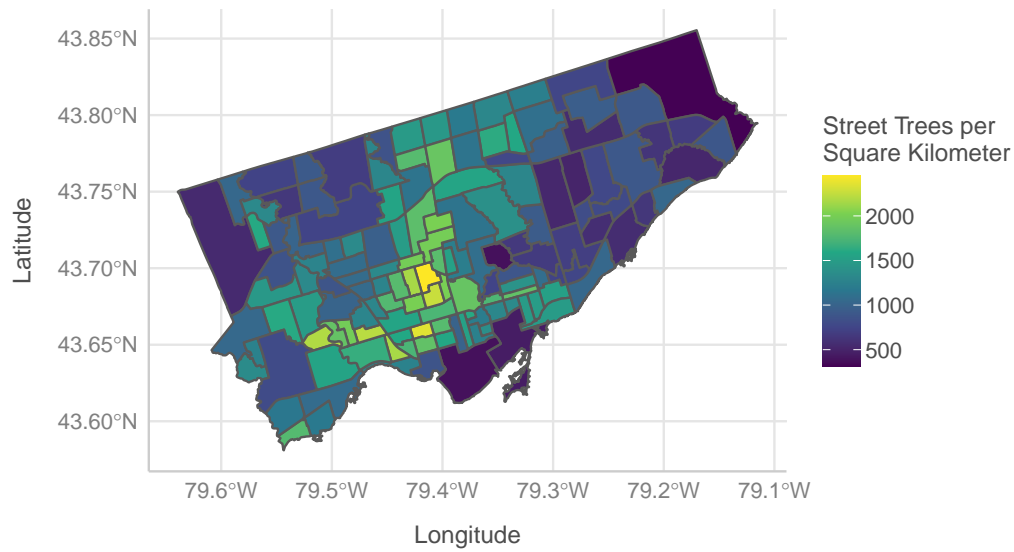 43.85°N
43.80°N
43.75°N
43.70°N
43.65°N
43.60°N
Latitude
79.6°W 79.5°W 79.4°W 79.3°W 79.2°W 79.1°W
Longitude
Street Trees per
Square Kilometer
2000
1500
1000
500